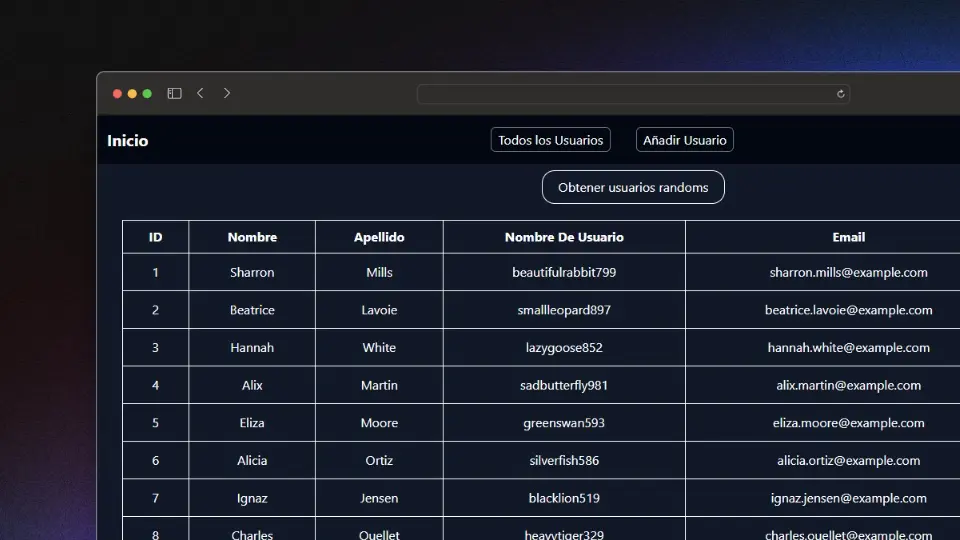 Inicio Todos los Usuarios Añadir Usuario
Obtener usuarios randoms
ID Nombre Apellido Nombre De Usuario Email
1 Sharron Mills beautifulrabbit799 sharron.mills@example.com
2 Beatrice Lavoie smallleopard897 beatrice.lavoie@example.com
3 Hannah White lazygoose852 hannah.white@example.com
4 Alix Martin sadbutterfly981 alix.martin@example.com
5 Eliza Moore greenswan593 eliza.moore@example.com
6 Alicia Ortiz silverfish586 alicia.ortiz@example.com
7 Ignaz Jensen blacklion519 ignaz.jensen@example.com
8 Charles Ouellet heavytiger329 charles.ouellet@example.com